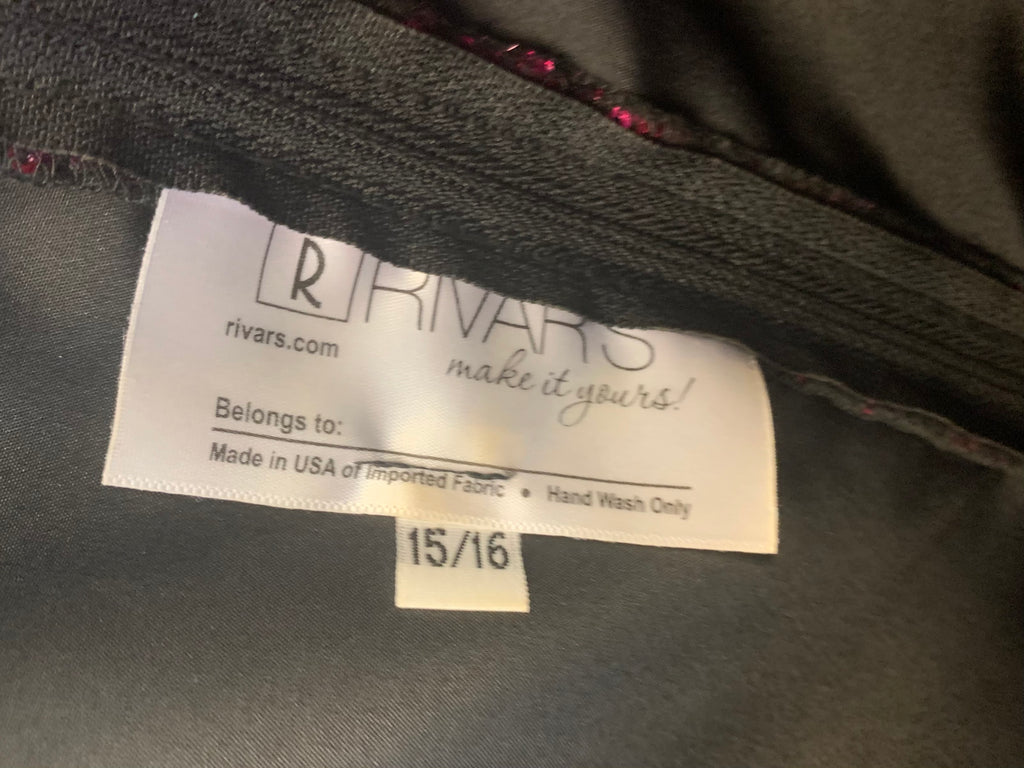 R RIVARS
rivars.com
make it yours!
Belongs to:
Made in USA of Imported Fabric • Hand Wash Only
15/16